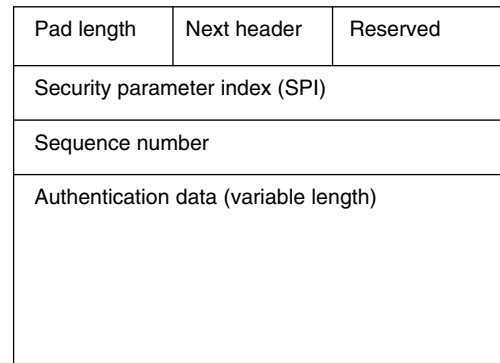 Pad length Next header Reserved
Security parameter index (SPI)
Sequence number
Authentication data (variable length)